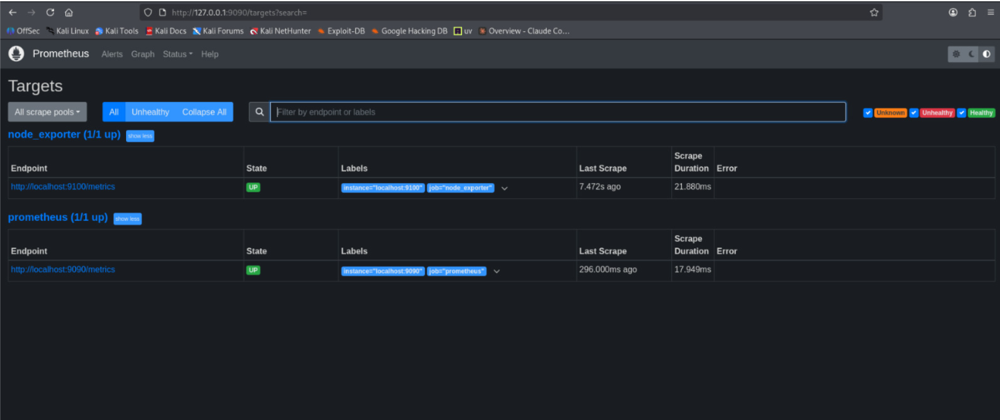 http://127.0.0.1:9090/targets?search=
OffSec Kali Linux Kali Tools Kali Docs Kali Forums Kali NetHunter Exploit-DB Google Hacking DB uv Overview - Claude Co...
Prometheus Alerts Graph Status Help
Targets
All scrape pools All Unhealthy Collapse All Filter by endpoint or labels Unknown Unhealthy Healthy
node_exporter (1/1 up) show less
Endpoint State Labels Last Scrape Scrape Duration Error
http://localhost:9100/metrics UP instance="localhost:9100" job="node_exporter" 7.472s ago 21.880ms
prometheus (1/1 up) show less
Endpoint State Labels Last Scrape Scrape Duration Error
http://localhost:9090/metrics UP instance="localhost:9090" job="prometheus" 296.000ms ago 17.949ms